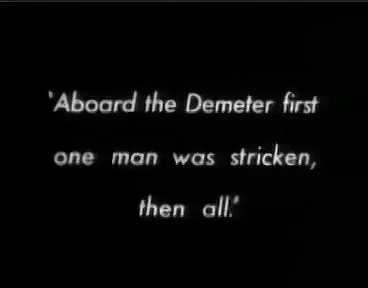 'Aboard the Demeter first
one man was stricken,
then all.'